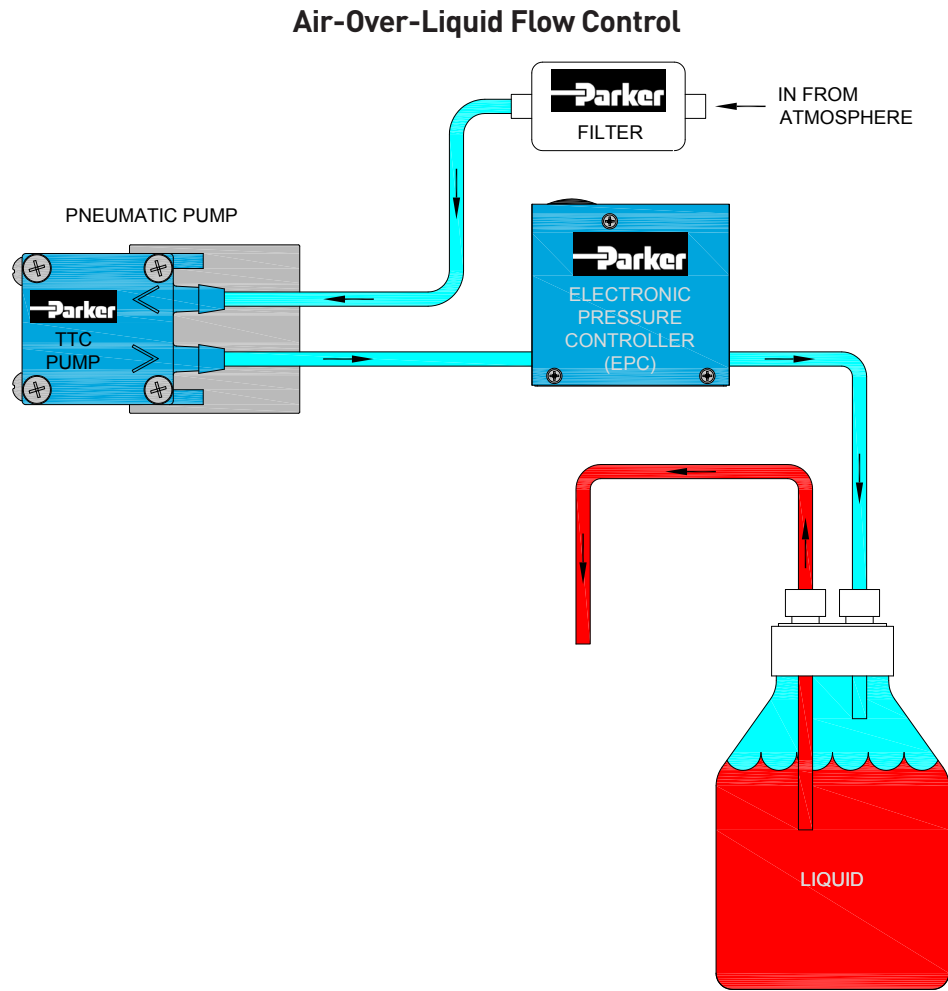 Air-Over-Liquid Flow Control
Parker
FILTER
IN FROM
ATMOSPHERE
PNEUMATIC PUMP
Parker
TTC
PUMP
Parker
ELECTRONIC
PRESSURE
CONTROLLER
(EPC)
LIQUID